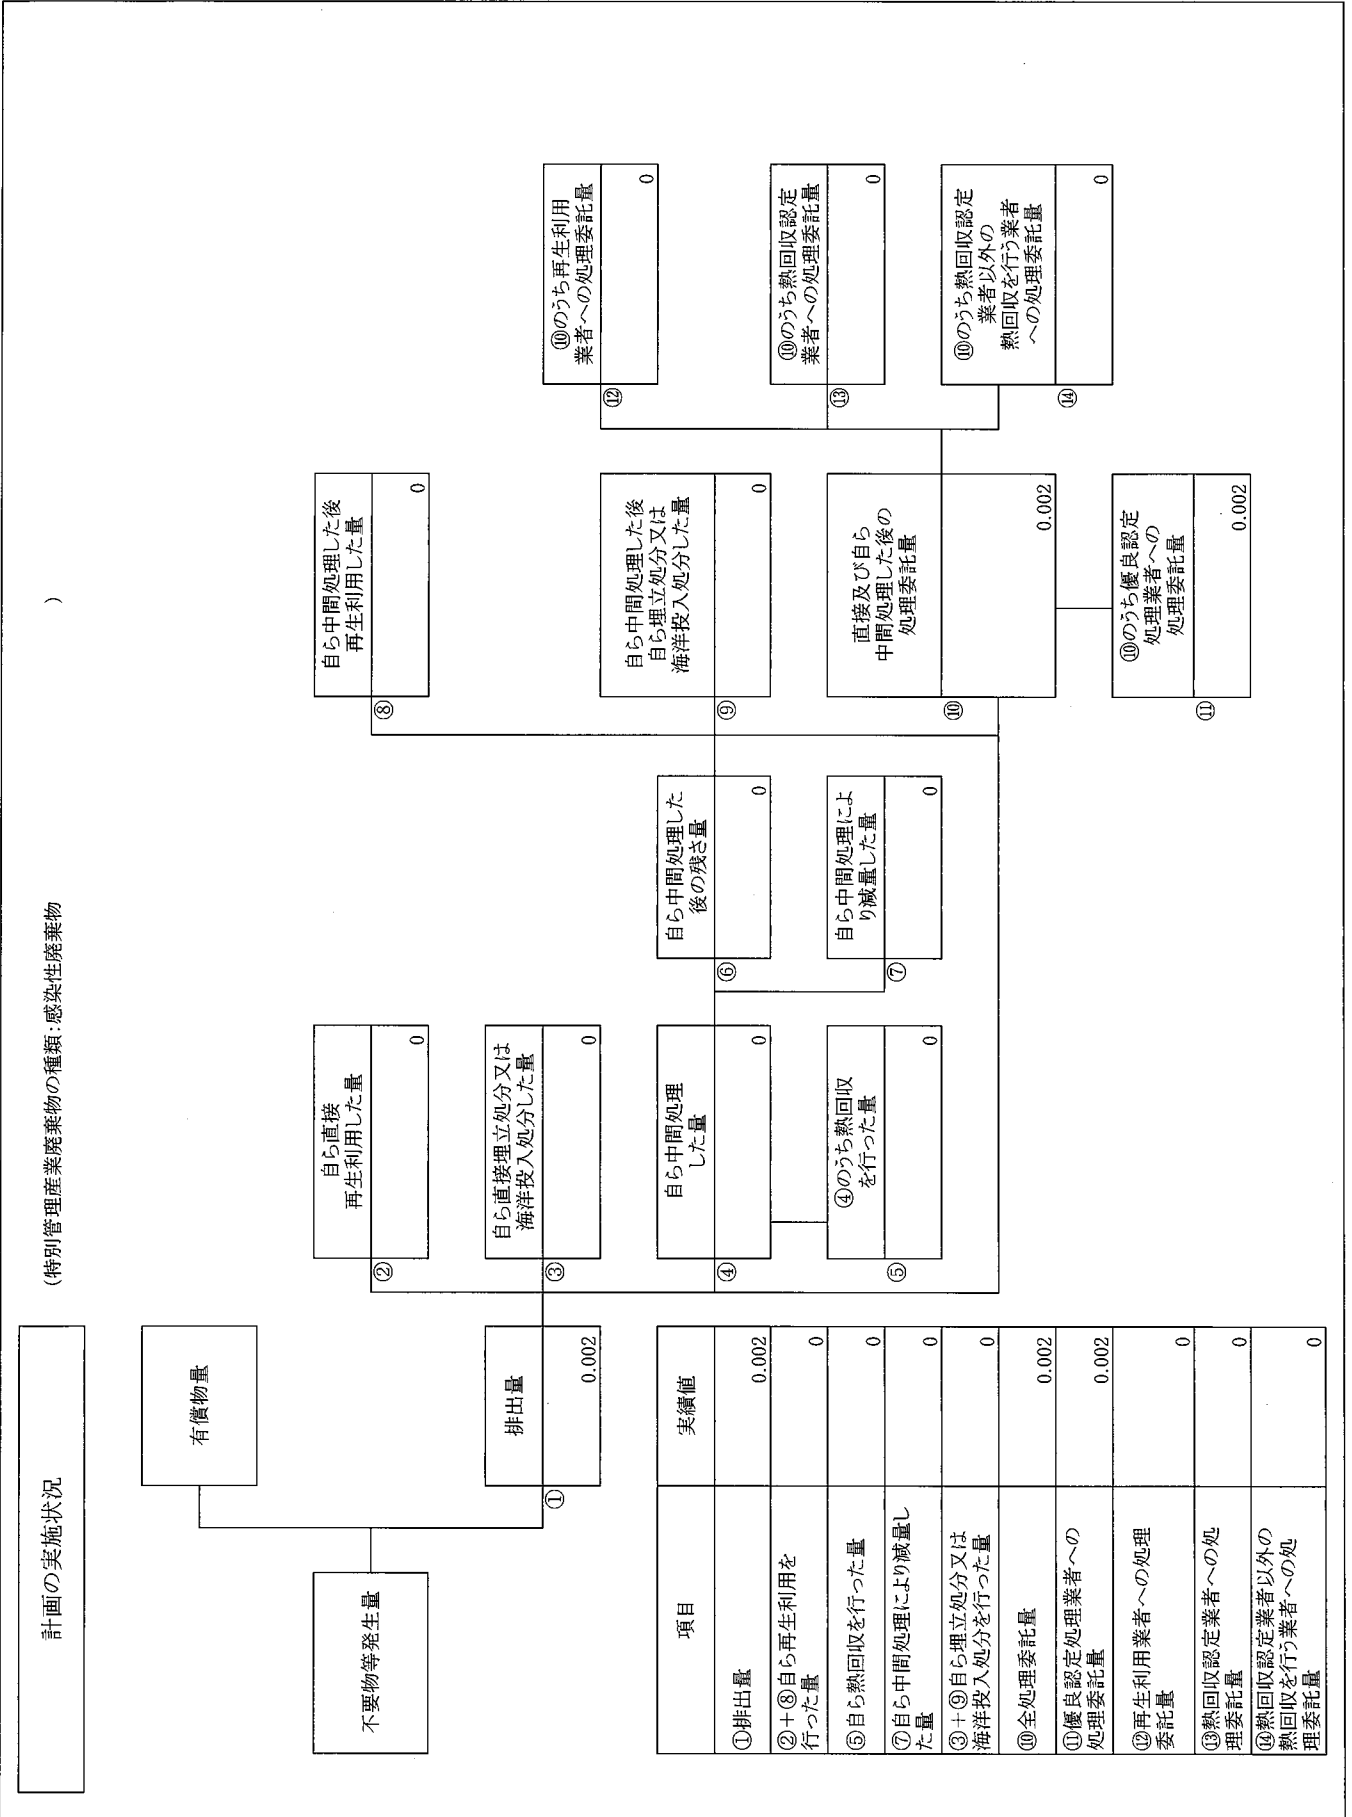 計画の実施状況
(特別管理産業廃棄物の種類:感染性廃棄物
)
不要物等発生量
有償物量
①
排出量
0.002
②
自ら直接
再生利用した量
0
③
自ら直接埋立処分又は
海洋投入処分した量
0
④
自ら中間処理
した量
0
⑤
④のうち熱回収
を行った量
0
⑥
自ら中間処理した
後の残さ量
0
⑦
自ら中間処理によ
り減量した量
0
⑧
自ら中間処理した後
再生利用した量
0
⑨
自ら中間処理した後
自ら埋立処分又は
海洋投入処分した量
0
⑩
直接及び自ら
中間処理した後の
処理委託量
0.002
⑪
⑩のうち優良認定
処理業者への
処理委託量
0.002
⑫
⑩のうち再生利用
業者への処理委託量
0
⑬
⑩のうち熱回収認定
業者への処理委託量
0
⑭
⑩のうち熱回収認定
業者以外の
熱回収を行う業者
への処理委託量
0
項目
実績値
①排出量
0.002
②+⑧自ら再生利用を
行った量
0
⑤自ら熱回収を行った量
0
⑦自ら中間処理により減量し
た量
0
③+⑨自ら埋立処分又は
海洋投入処分を行った量
0
⑩全処理委託量
0.002
⑪優良認定処理業者への
処理委託量
0.002
⑫再生利用業者への処理
委託量
0
⑬熱回収認定業者への処
理委託量
0
⑭熱回収認定業者以外の
熱回収を行う業者への処
理委託量
0